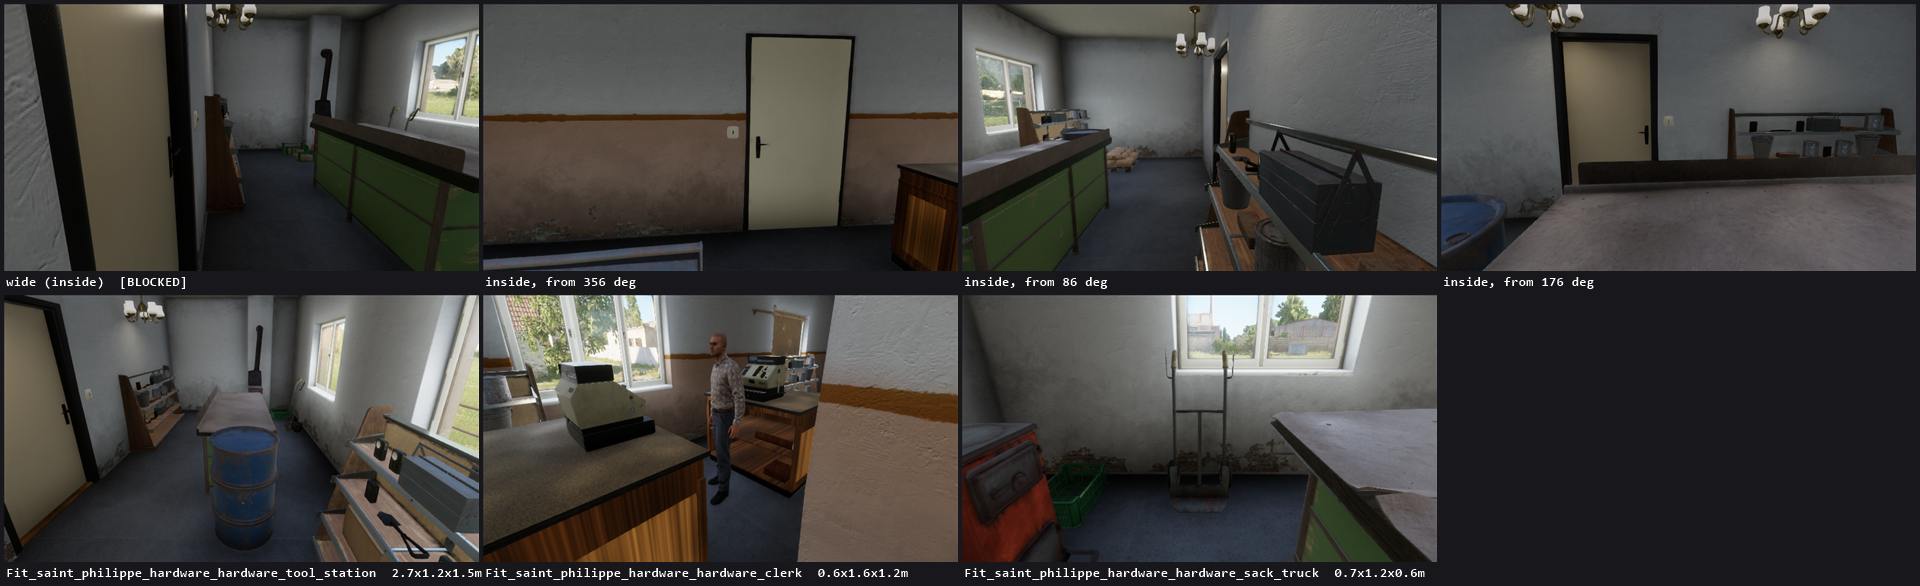 wide (inside)  [BLOCKED]
inside, from 356 deg
inside, from 86 deg
inside, from 176 deg
Fit_saint_philippe_hardware_hardware_tool_station  2.7x1.2x1.5m
Fit_saint_philippe_hardware_hardware_clerk  0.6x1.6x1.2m
Fit_saint_philippe_hardware_hardware_sack_truck  0.7x1.2x0.6m